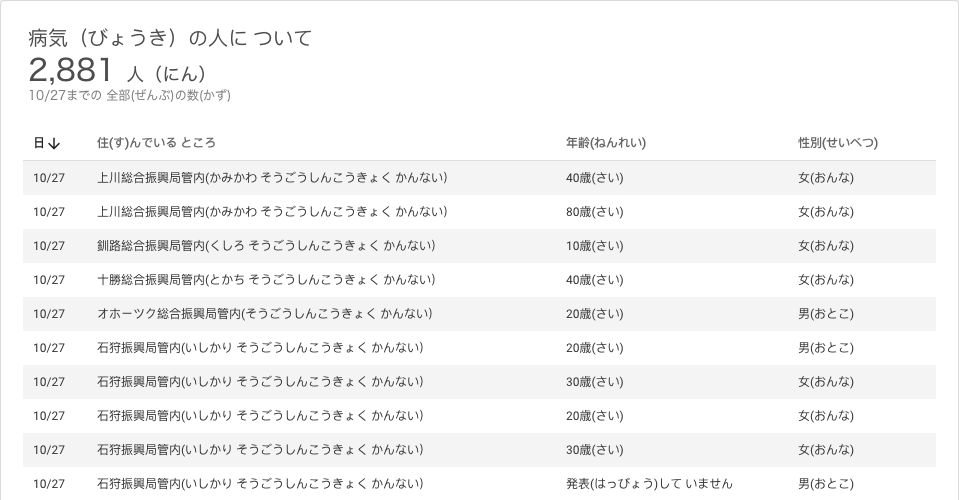 病気（びょうき）の人に ついて
2,881 人（にん）
10/27までの 全部(ぜんぶ)の数(かず)
日↓ 住(す)んでいる ところ 年齢(ねんれい) 性別(せいべつ)
10/27 上川総合振興局管内(かみかわ そうごうしんこうきょく かんない) 40歳(さい) 女(おんな)
10/27 上川総合振興局管内(かみかわ そうごうしんこうきょく かんない) 80歳(さい) 女(おんな)
10/27 釧路総合振興局管内(くしろ そうごうしんこうきょく かんない) 10歳(さい) 女(おんな)
10/27 十勝総合振興局管内(とかち そうごうしんこうきょく かんない) 40歳(さい) 女(おんな)
10/27 オホーツク総合振興局管内(そうごうしんこうきょく かんない) 20歳(さい) 男(おとこ)
10/27 石狩振興局管内(いしかり そうごうしんこうきょく かんない) 20歳(さい) 男(おとこ)
10/27 石狩振興局管内(いしかり そうごうしんこうきょく かんない) 30歳(さい) 女(おんな)
10/27 石狩振興局管内(いしかり そうごうしんこうきょく かんない) 20歳(さい) 女(おんな)
10/27 石狩振興局管内(いしかり そうごうしんこうきょく かんない) 30歳(さい) 女(おんな)
10/27 石狩振興局管内(いしかり そうごうしんこうきょく かんない) 発表(はっぴょう)して いません 男(おとこ)